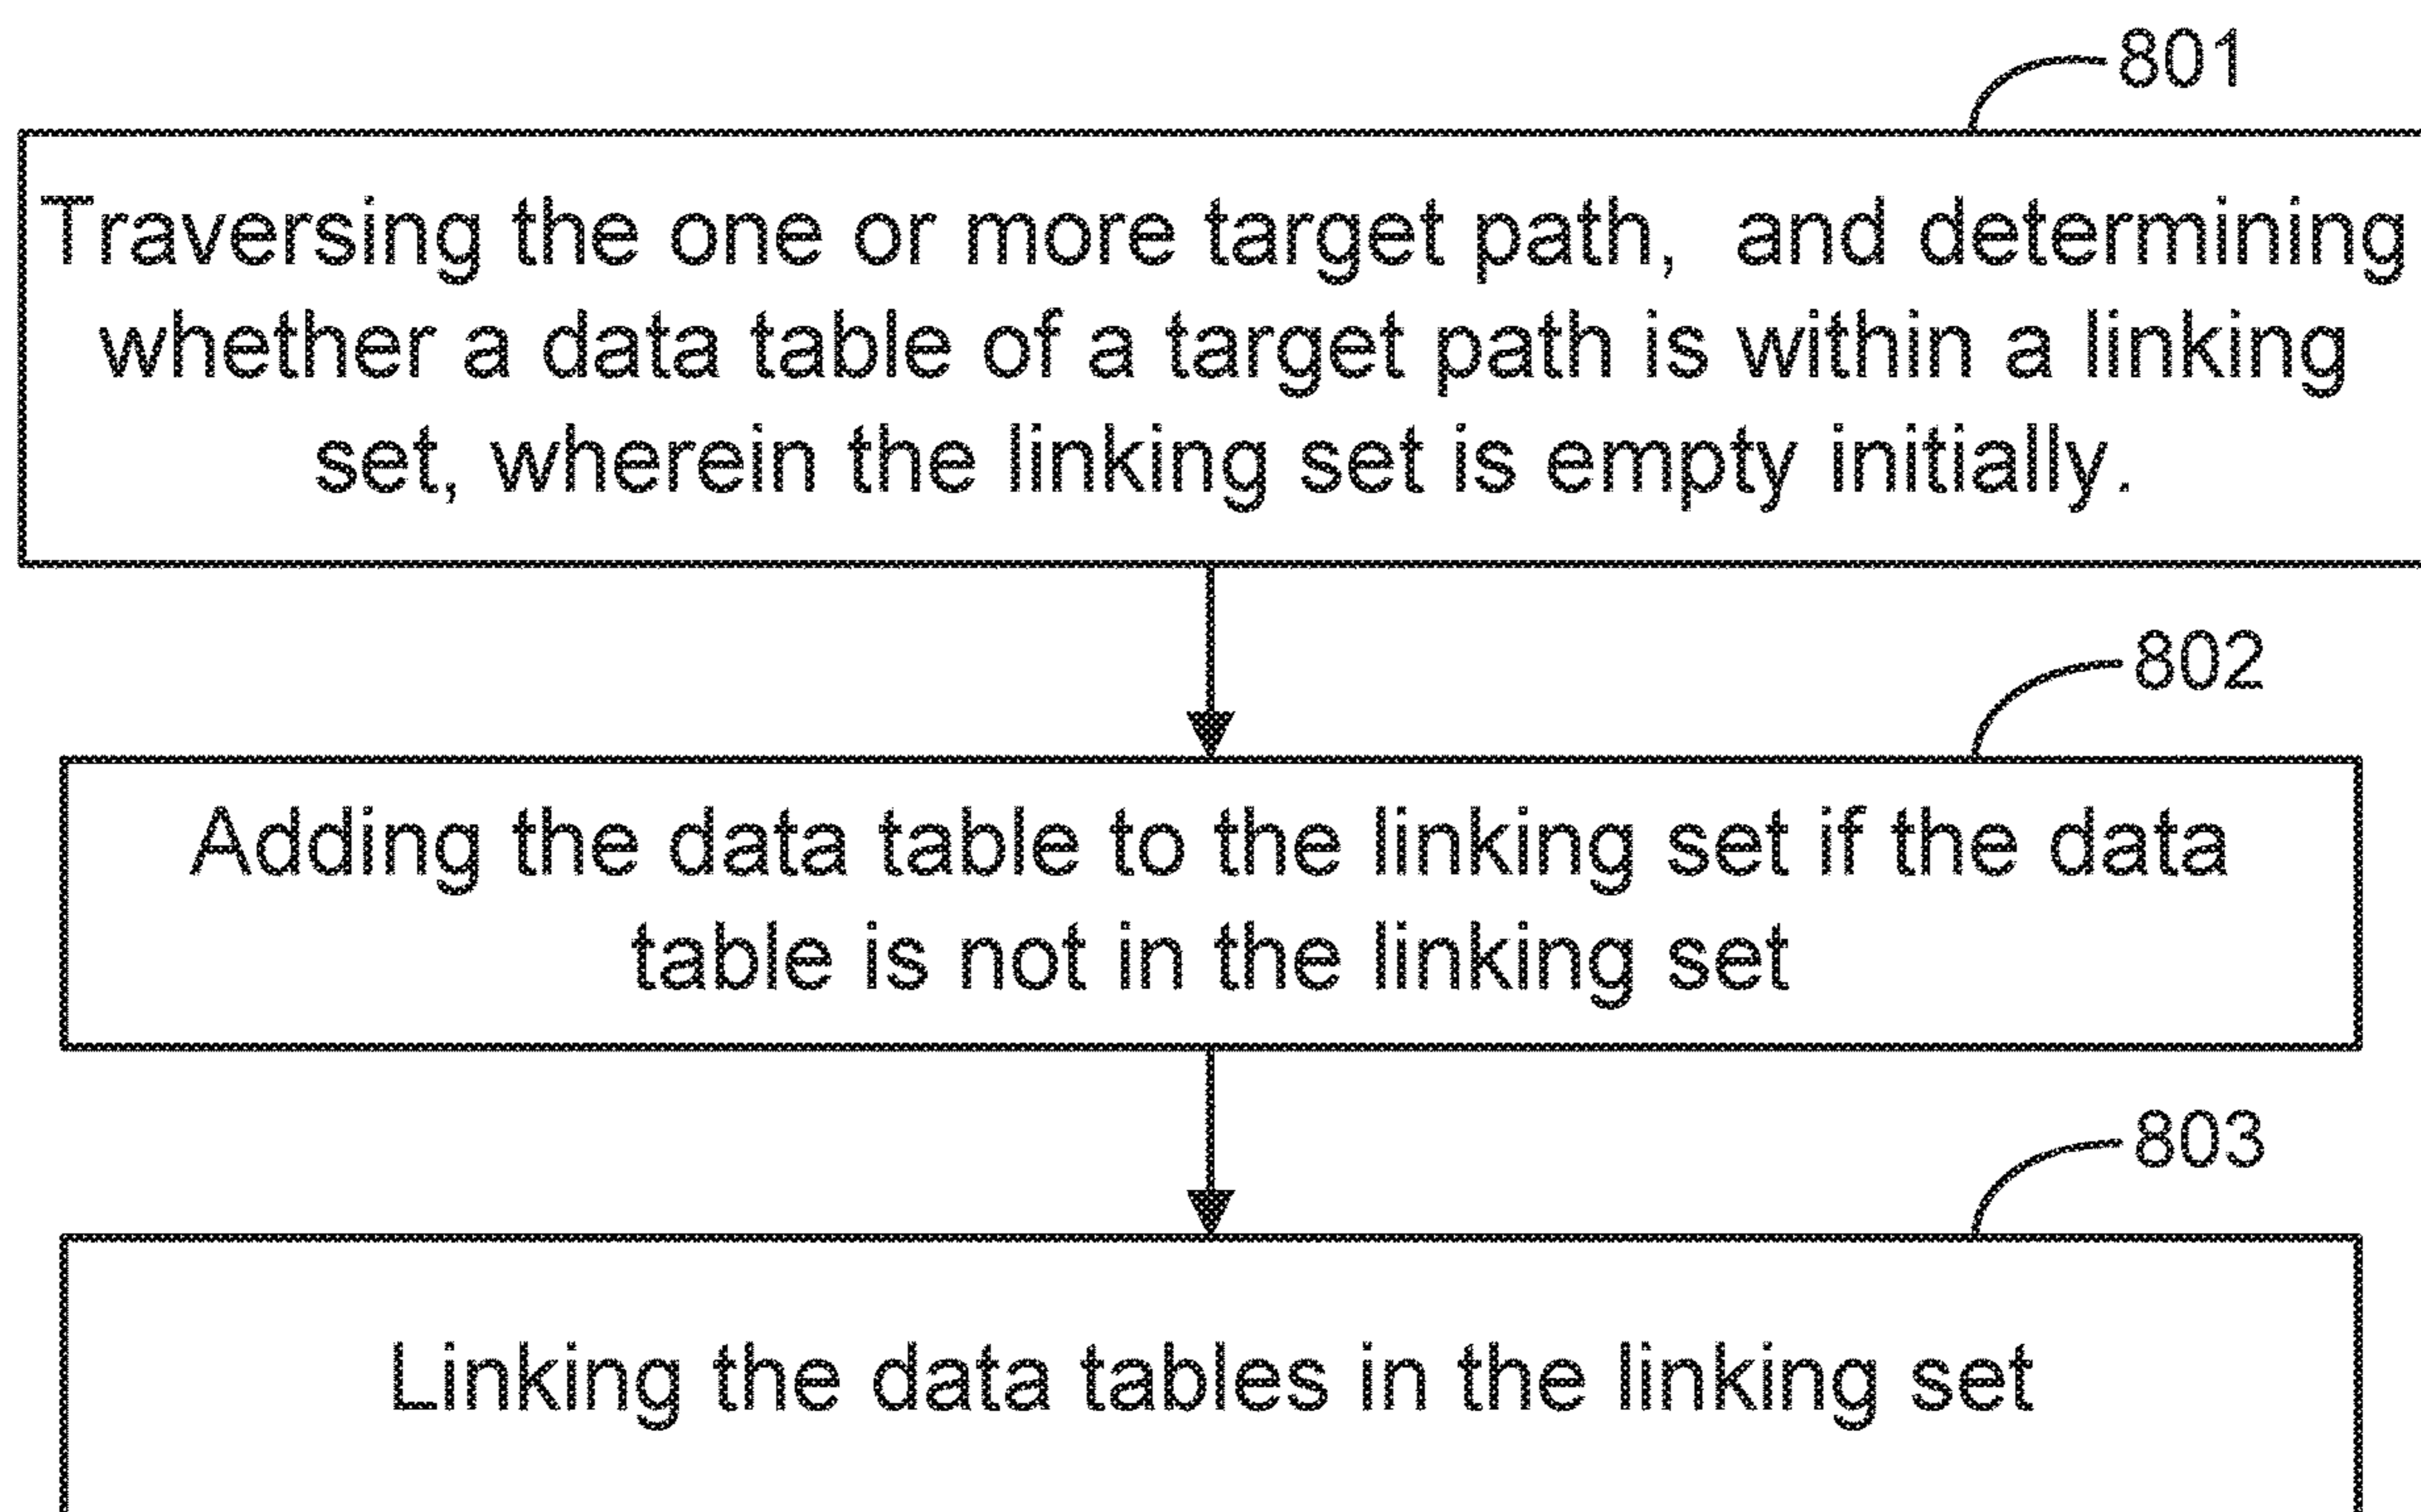 801
Traversing the one or more target path, and determining
whether a data table of a target path is within a linking
set, wherein the linking set is empty initially.
802
Adding the data table to the linking set if the data
table is not in the linking set
803
Linking the data tables in the linking set